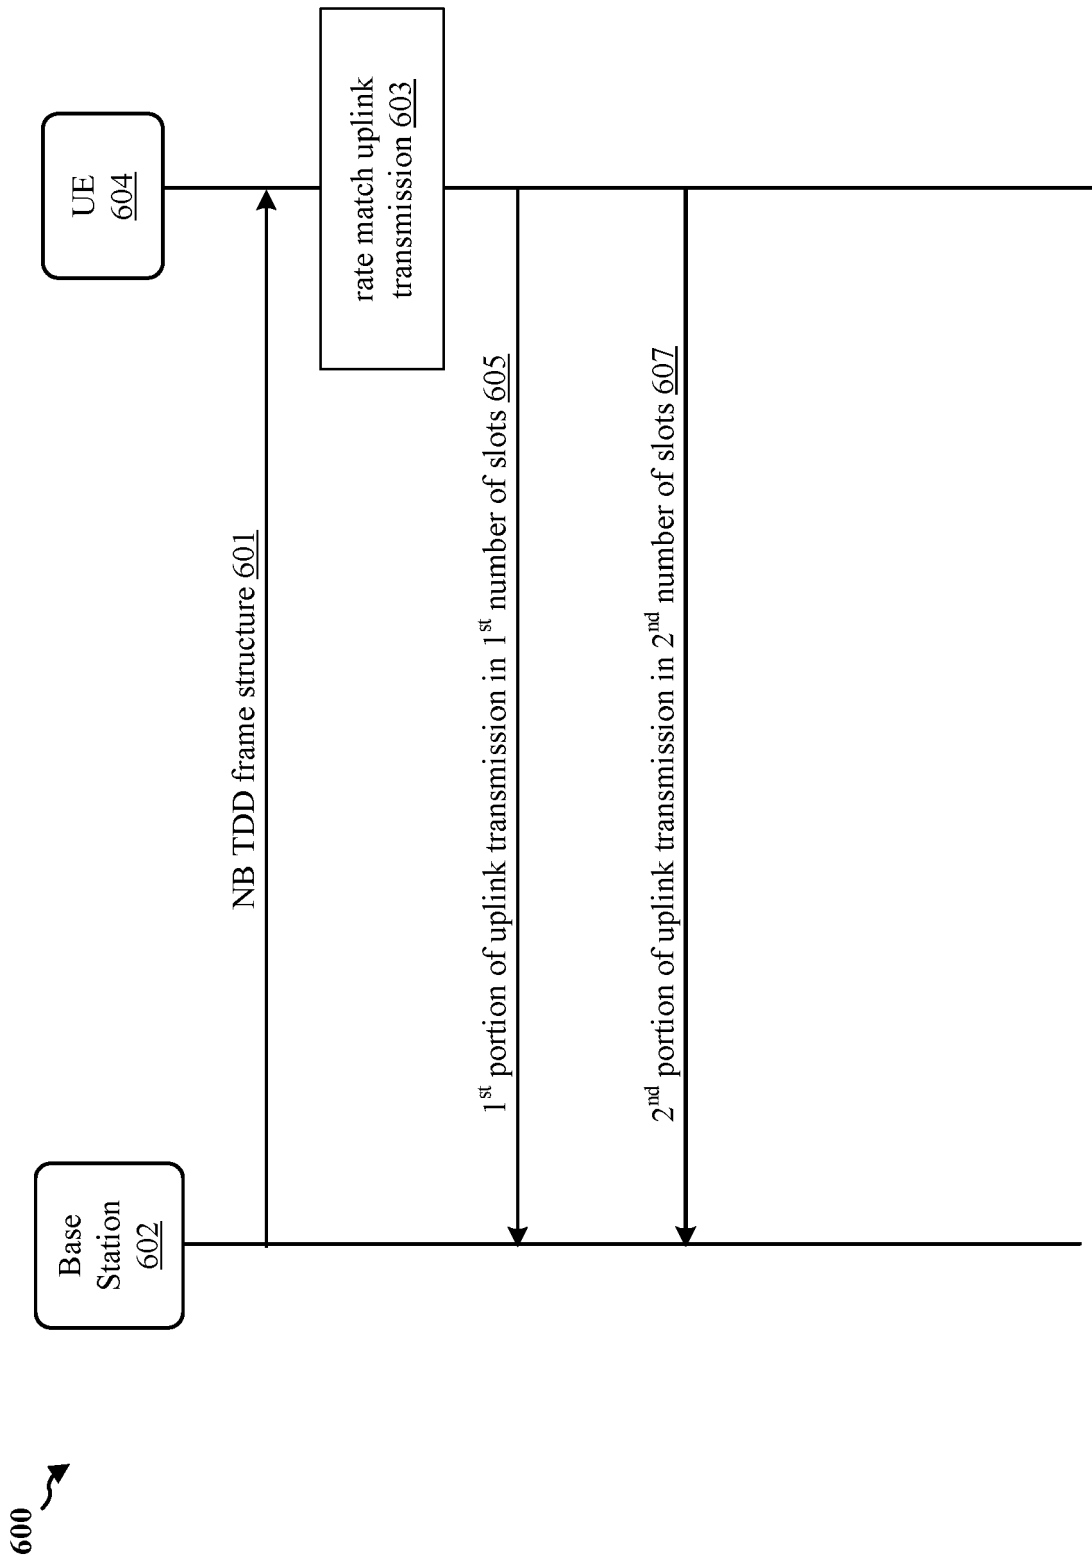 600
Base
Station
602
UE
604
NB TDD frame structure 601
rate match uplink
transmission 603
1st portion of uplink transmission in 1st number of slots 605
2nd portion of uplink transmission in 2nd number of slots 607